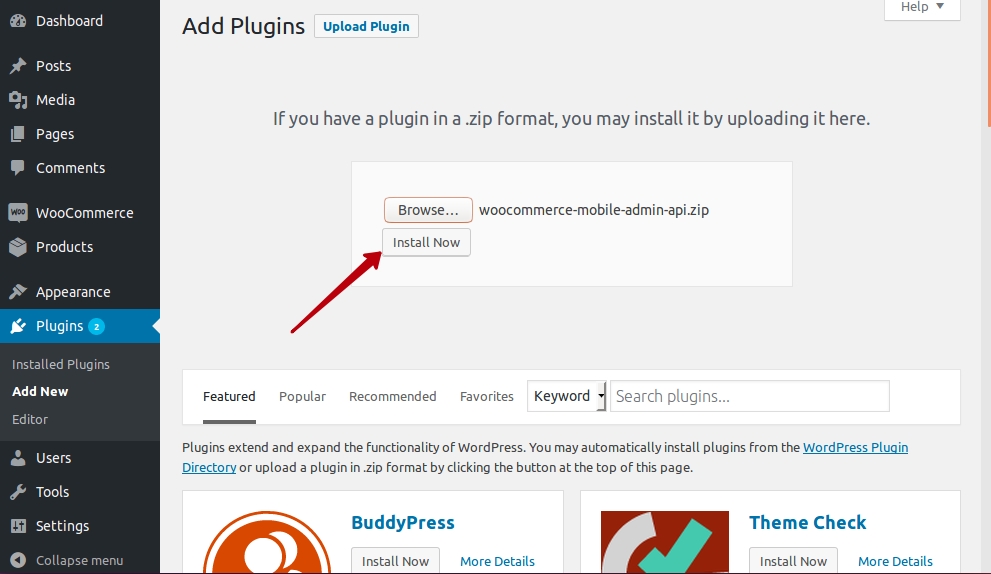 Dashboard
Posts
Media
Pages
Comments
WOO WooCommerce
Products
Appearance
Plugins 2
Installed Plugins
Add New
Editor
Users
Tools
Settings
Collapse menu
Help
Add Plugins Upload Plugin
If you have a plugin in a .zip format, you may install it by uploading it here.
Browse... woocommerce-mobile-admin-api.zip
Install Now
Featured Popular Recommended Favorites Keyword Search plugins...
Plugins extend and expand the functionality of WordPress. You may automatically install plugins from the WordPress Plugin
Directory or upload a plugin in .zip format by clicking the button at the top of this page.
BuddyPress
Install Now More Details
Theme Check
Install Now More Details